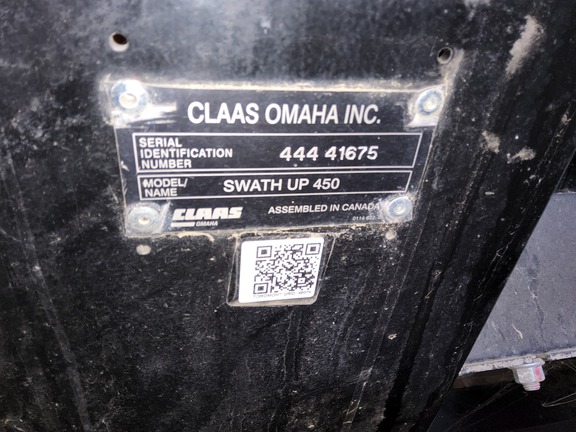 CLAAS OMAHA INC.
SERIAL
IDENTIFICATION
NUMBER
444 41675
MODEL/
NAME
SWATH UP 450
CLAAS
OMAHA
ASSEMBLED IN CANADA